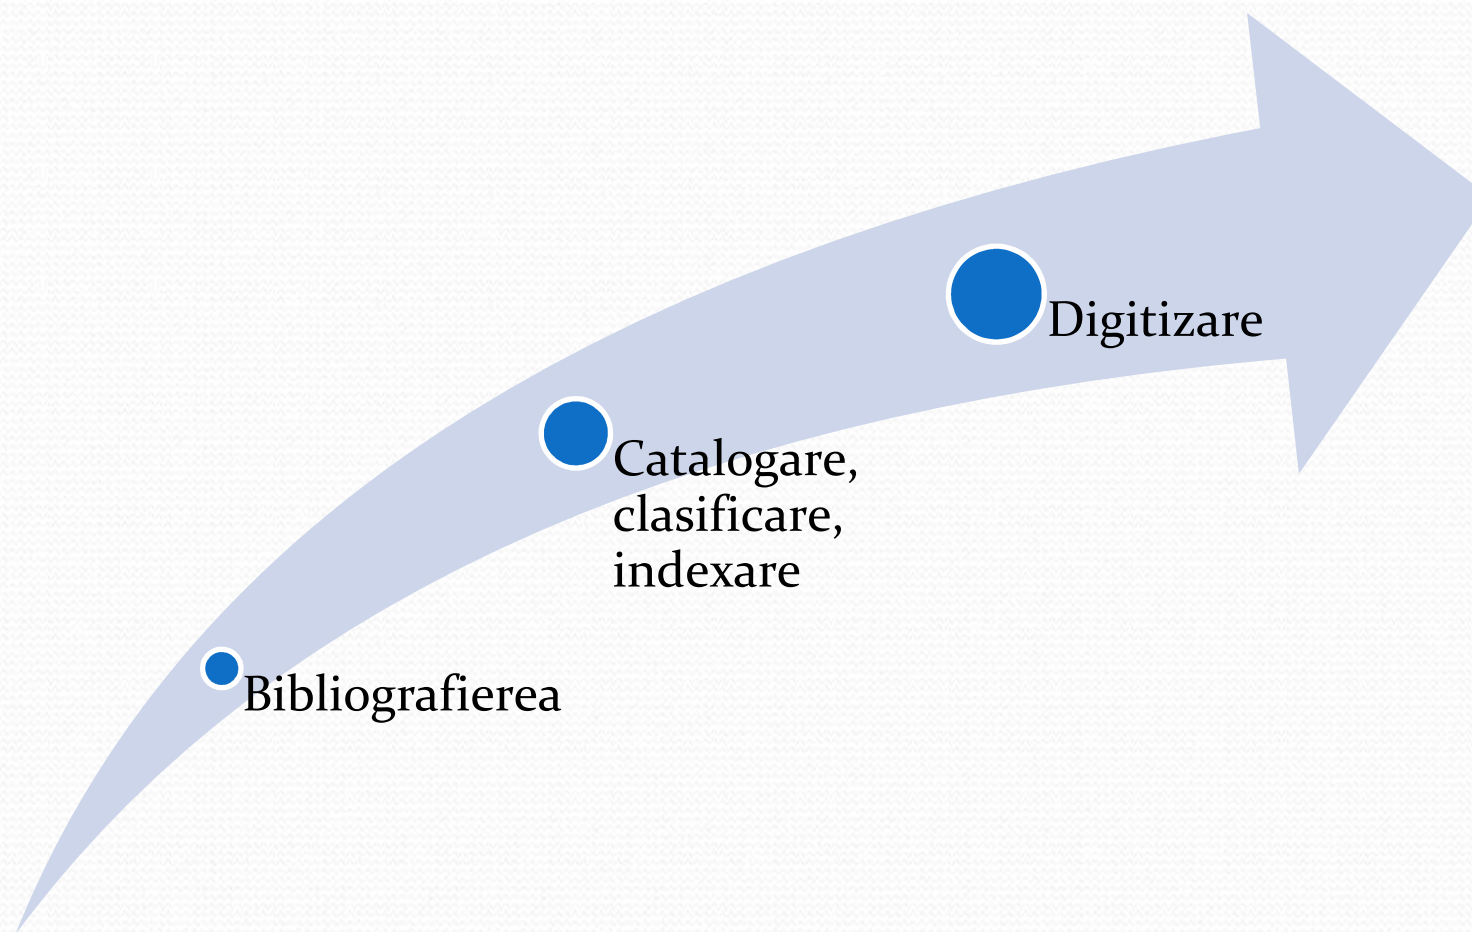 Digitizare
Catalogare,
clasificare,
indexare
Bibliografierea